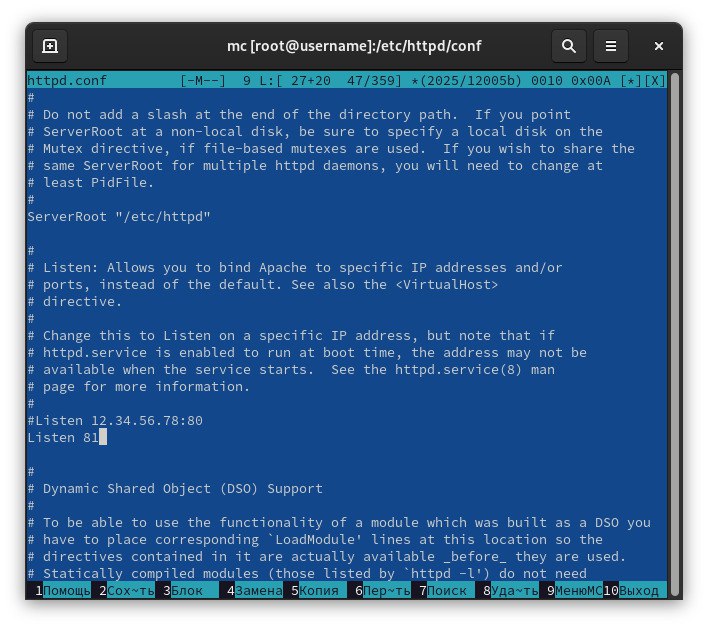 mc [root@username]:/etc/httpd/conf
httpd.conf [-M--] 9 L:[ 27+20 47/359] *(2025/12005b) 0010 0x00A [*][X]
#
# Do not add a slash at the end of the directory path.  If you point
# ServerRoot at a non-local disk, be sure to specify a local disk on the
# Mutex directive, if file-based mutexes are used.  If you wish to share the
# same ServerRoot for multiple httpd daemons, you will need to change at
# least PidFile.
#
ServerRoot "/etc/httpd"
#
# Listen: Allows you to bind Apache to specific IP addresses and/or
# ports, instead of the default. See also the <VirtualHost>
# directive.
#
# Change this to Listen on a specific IP address, but note that if
# httpd.service is enabled to run at boot time, the address may not be
# available when the service starts.  See the httpd.service(8) man
# page for more information.
#
#Listen 12.34.56.78:80
Listen 81
#
# Dynamic Shared Object (DSO) Support
#
# To be able to use the functionality of a module which was built as a DSO you
# have to place corresponding `LoadModule' lines at this location so the
# directives contained in it are actually available _before_ they are used.
# Statically compiled modules (those listed by `httpd -l') do not need
1Помощь 2Сох~ть 3Блок 4Замена 5Копия 6Пер~ть 7Поиск 8Уда~ть 9МенюMC 10Выход